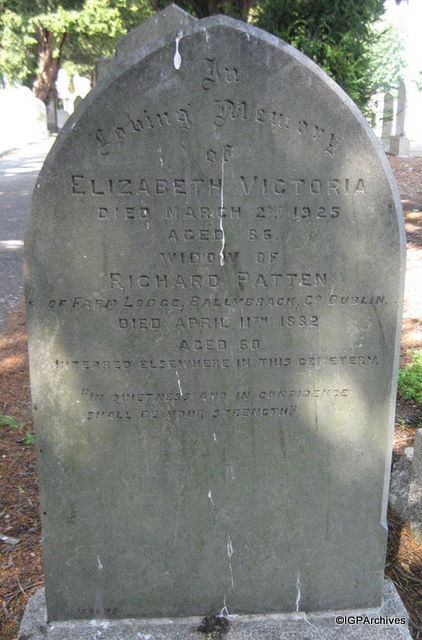 In
Loving Memory
of
ELIZABETH VICTORIA
DIED MARCH 2ND 1925
AGED 86.
WIDOW OF
RICHARD PATTEN
OF FARM LODGE, BALLYBRACK, CO DUBLIN.
DIED APRIL 11TH 1882
AGED 60.
INTERRED ELSEWHERE IN THIS CEMETERY.
"IN QUIETNESS AND IN CONFIDENCE
SHALL BE YOUR STRENGTH"
©IGPArchives